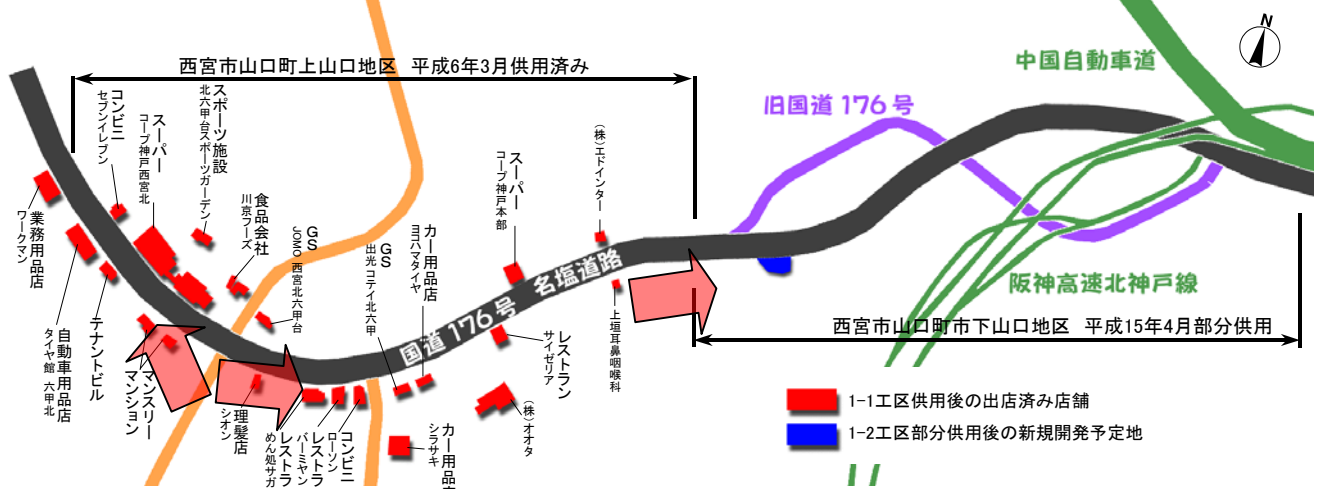 N
西宮市山口町上山口地区 平成6年3月供用済み
中国自動車道
旧国道176号
業務用品店
ワークマン
コンビニ
セブンイレブン
スーパー
コープ神戸西宮北
スポーツ施設
北六甲台スポーツガーデン
食品会社
川京フーズ
GS
JOMO 西宮北六甲台
GS
出光 コテイ北六甲
カー用品店
ヨコハマタイヤ
スーパー
コープ神戸本部
(株)エドインター
国道176号 名塩道路
上垣耳鼻咽喉科
阪神高速北神戸線
西宮市山口町市下山口地区 平成15年4月部分供用
自動車用品店
タイヤ館 六甲北
テナントビル
マンスリー
マンション
理髪店
シオン
レストラ
めん処サガ
レストラ
バーミヤン
コンビニ
ローソン
カー用品
シラサキ
レストラン
サイゼリア
(株)オオタ
1-1工区供用後の出店済み店舗
1-2工区部分供用後の新規開発予定地